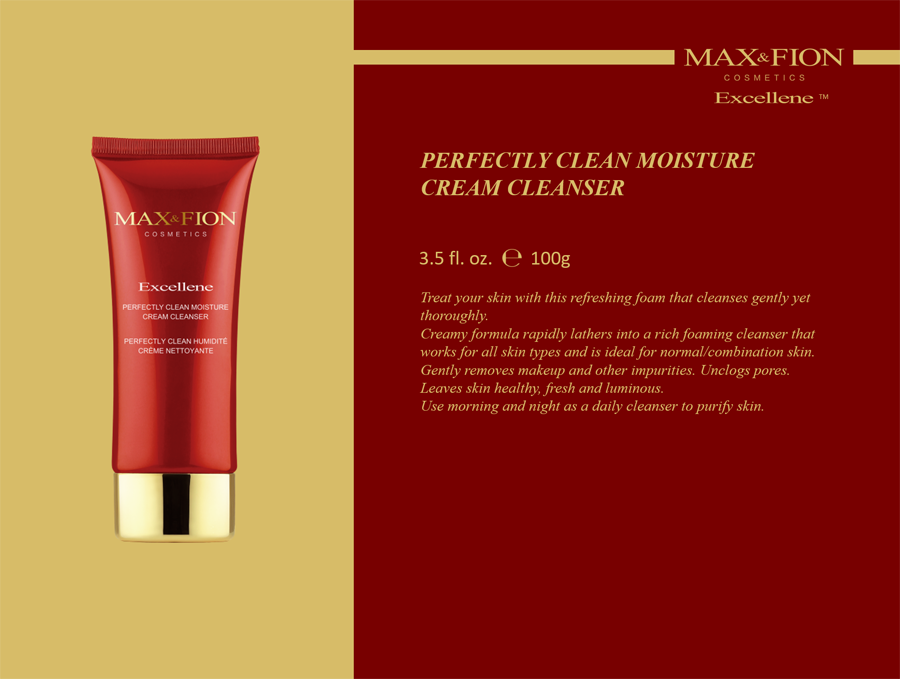 MAX&FION
COSMETICS
Excellene
PERFECTLY CLEAN MOISTURE
CREAM CLEANSER
PERFECTLY CLEAN HUMIDITÉ
CRÈME NETTOYANTE
MAX&FION
COSMETICS
Excellene ™
PERFECTLY CLEAN MOISTURE
CREAM CLEANSER
3.5 fl. oz. ℮ 100g
Treat your skin with this refreshing foam that cleanses gently yet
thoroughly.
Creamy formula rapidly lathers into a rich foaming cleanser that
works for all skin types and is ideal for normal/combination skin.
Gently removes makeup and other impurities. Unclogs pores.
Leaves skin healthy, fresh and luminous.
Use morning and night as a daily cleanser to purify skin.